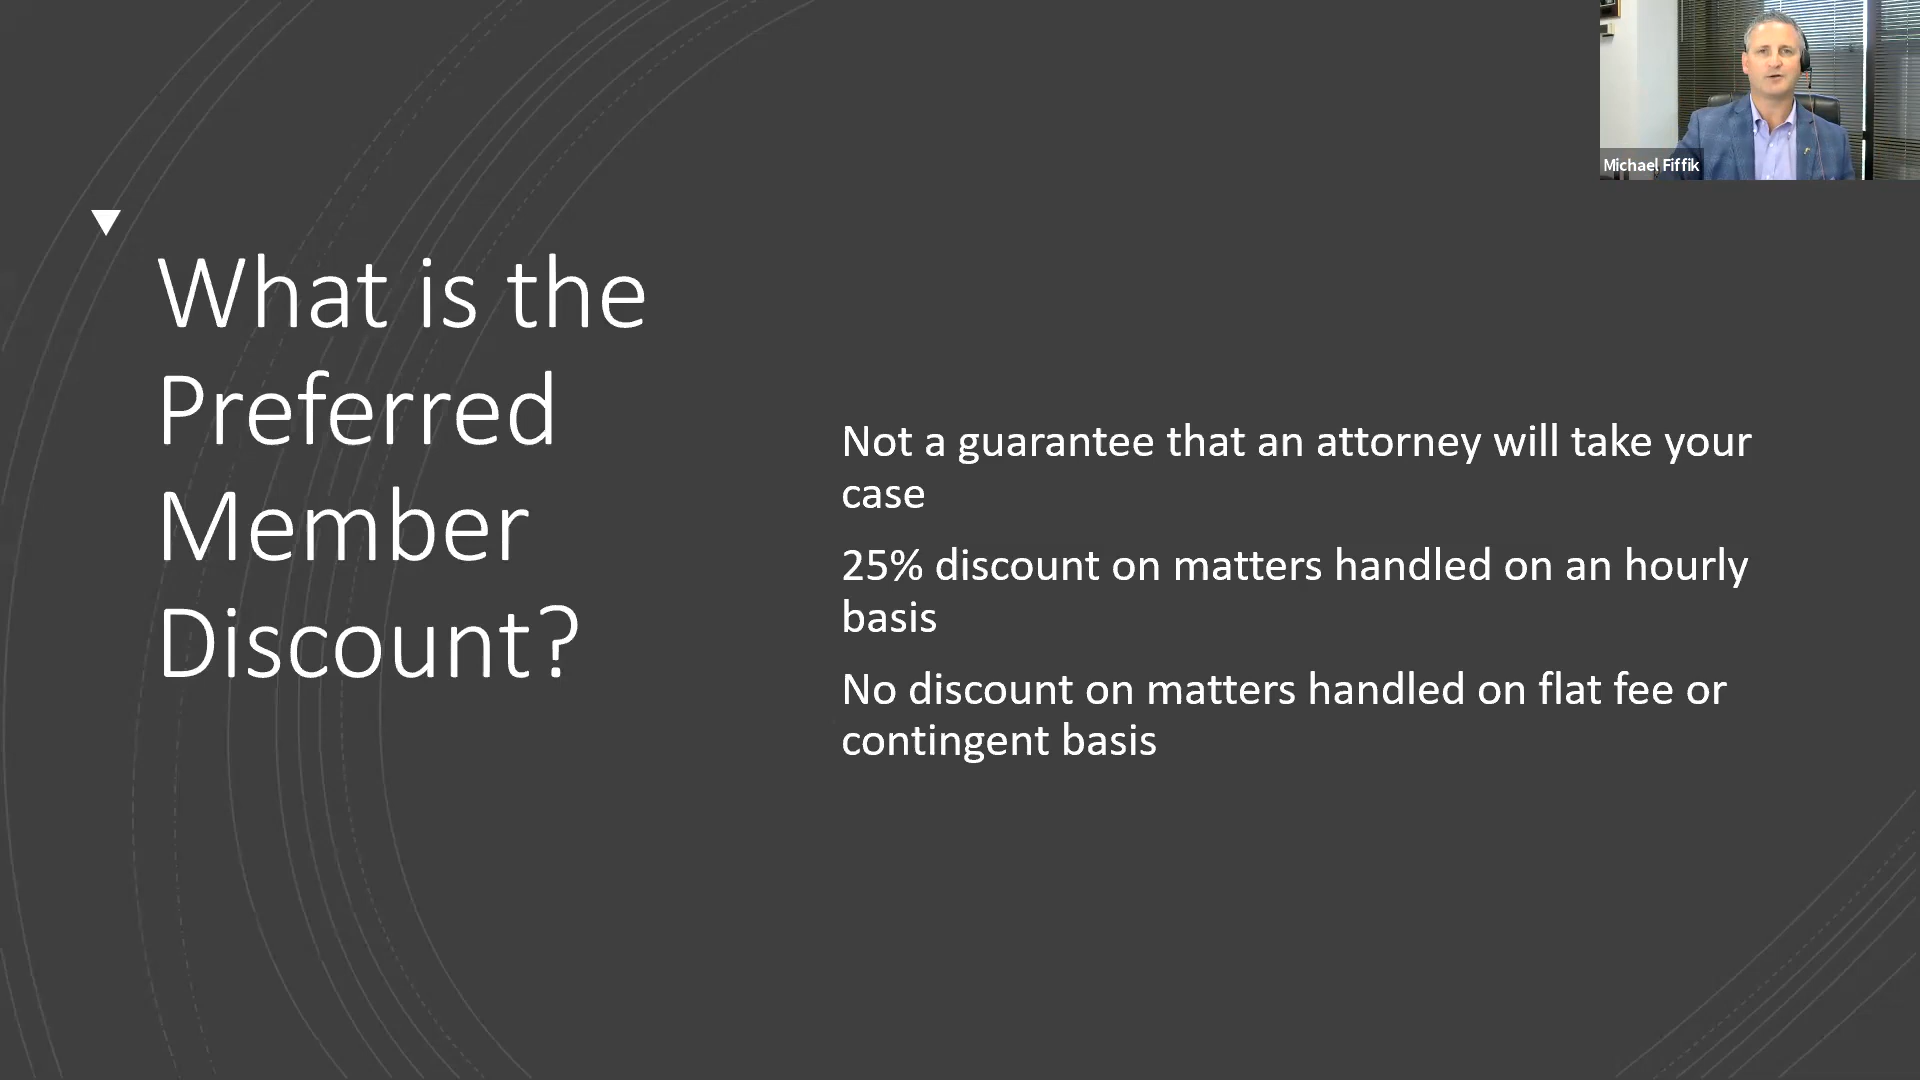 Michael Fiffik
What is the
Preferred
Member
Discount?
Not a guarantee that an attorney will take your
case
25% discount on matters handled on an hourly
basis
No discount on matters handled on flat fee or
contingent basis